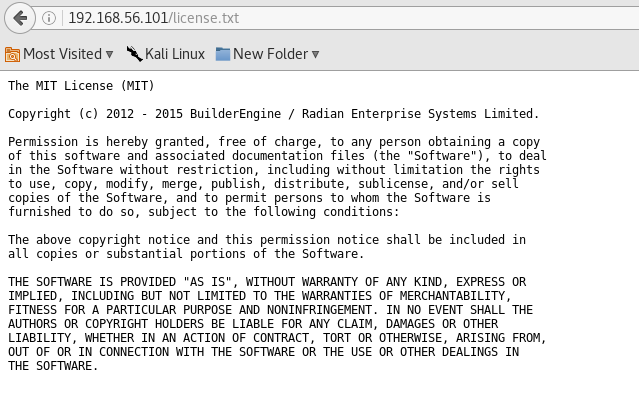 192.168.56.101/license.txt
Most Visited Kali Linux New Folder
The MIT License (MIT)
Copyright (c) 2012 - 2015 BuilderEngine / Radian Enterprise Systems Limited.
Permission is hereby granted, free of charge, to any person obtaining a copy
of this software and associated documentation files (the "Software"), to deal
in the Software without restriction, including without limitation the rights
to use, copy, modify, merge, publish, distribute, sublicense, and/or sell
copies of the Software, and to permit persons to whom the Software is
furnished to do so, subject to the following conditions:
The above copyright notice and this permission notice shall be included in
all copies or substantial portions of the Software.
THE SOFTWARE IS PROVIDED "AS IS", WITHOUT WARRANTY OF ANY KIND, EXPRESS OR
IMPLIED, INCLUDING BUT NOT LIMITED TO THE WARRANTIES OF MERCHANTABILITY,
FITNESS FOR A PARTICULAR PURPOSE AND NONINFRINGEMENT. IN NO EVENT SHALL THE
AUTHORS OR COPYRIGHT HOLDERS BE LIABLE FOR ANY CLAIM, DAMAGES OR OTHER
LIABILITY, WHETHER IN AN ACTION OF CONTRACT, TORT OR OTHERWISE, ARISING FROM,
OUT OF OR IN CONNECTION WITH THE SOFTWARE OR THE USE OR OTHER DEALINGS IN
THE SOFTWARE.